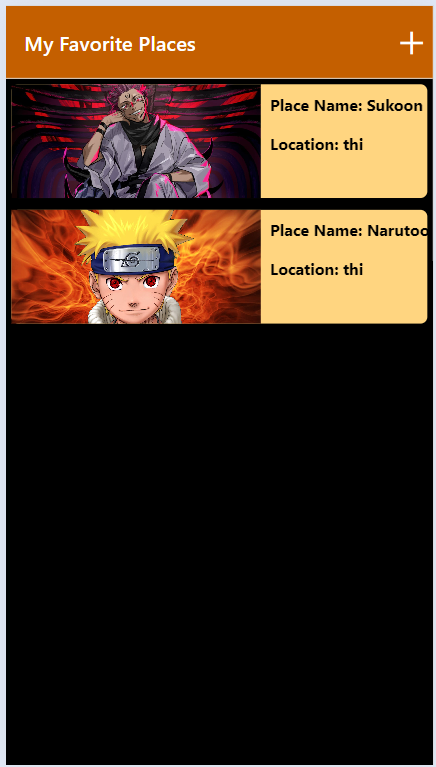 My Favorite Places
Place Name: Sukoon
Location: thi
Place Name: Narutoo
Location: thi